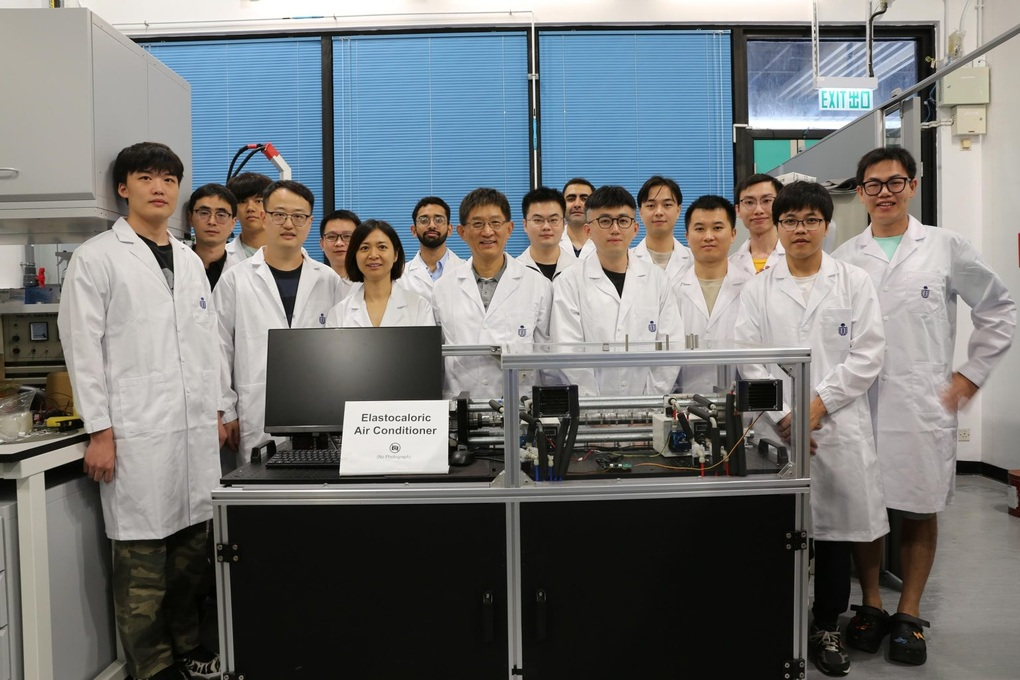 EXIT 出口
Elastocaloric
Air Conditioner